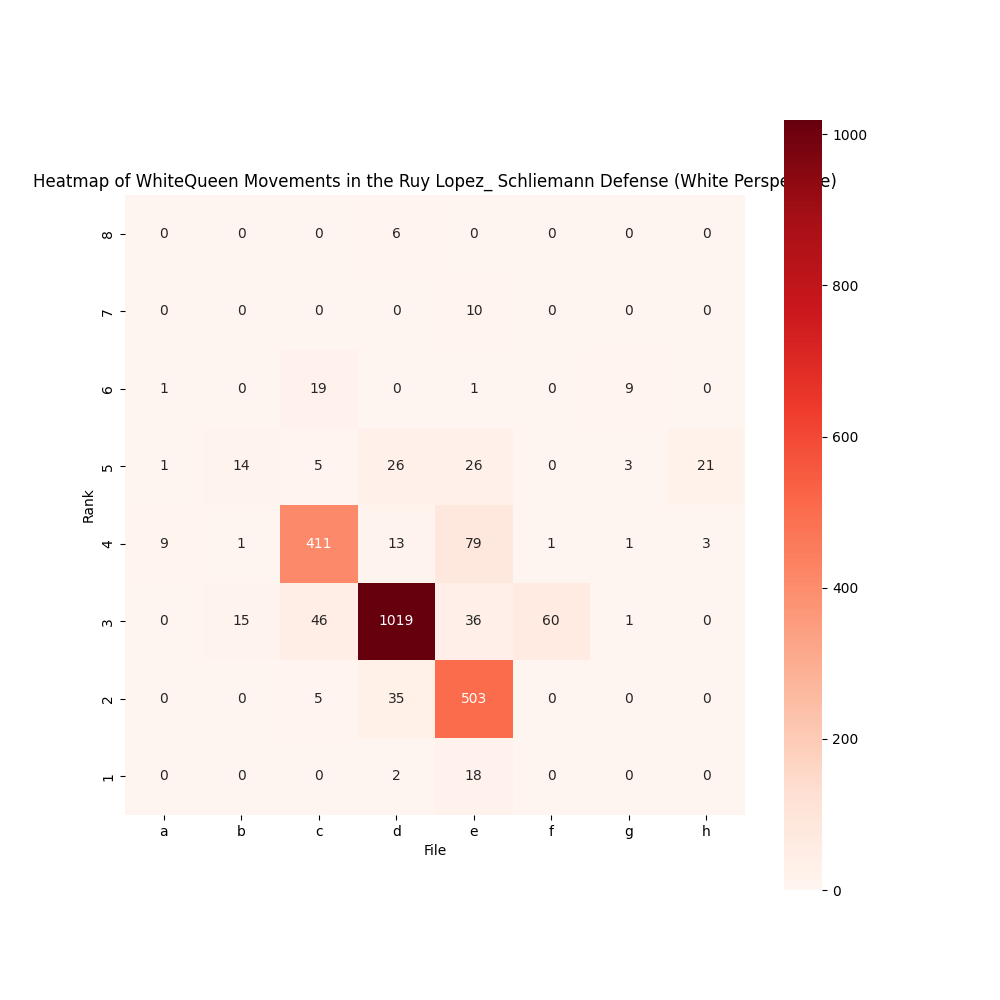 1000
Heatmap of WhiteQueen Movements in the Ruy Lopez_ Schliemann Defense (White Perspe e)
8 0 0 0 6 0 0 0 0
800
7 0 0 0 0 10 0 0 0
6 1 0 19 0 1 0 9 0
600
5 1 14 5 26 26 0 3 21
Rank
4 9 1 411 13 79 1 1 3
400
3 0 15 46 1019 36 60 1 0
2 0 0 5 35 503 0 0 0
200
1 0 0 0 2 18 0 0 0
a b c d e f g h
File
0